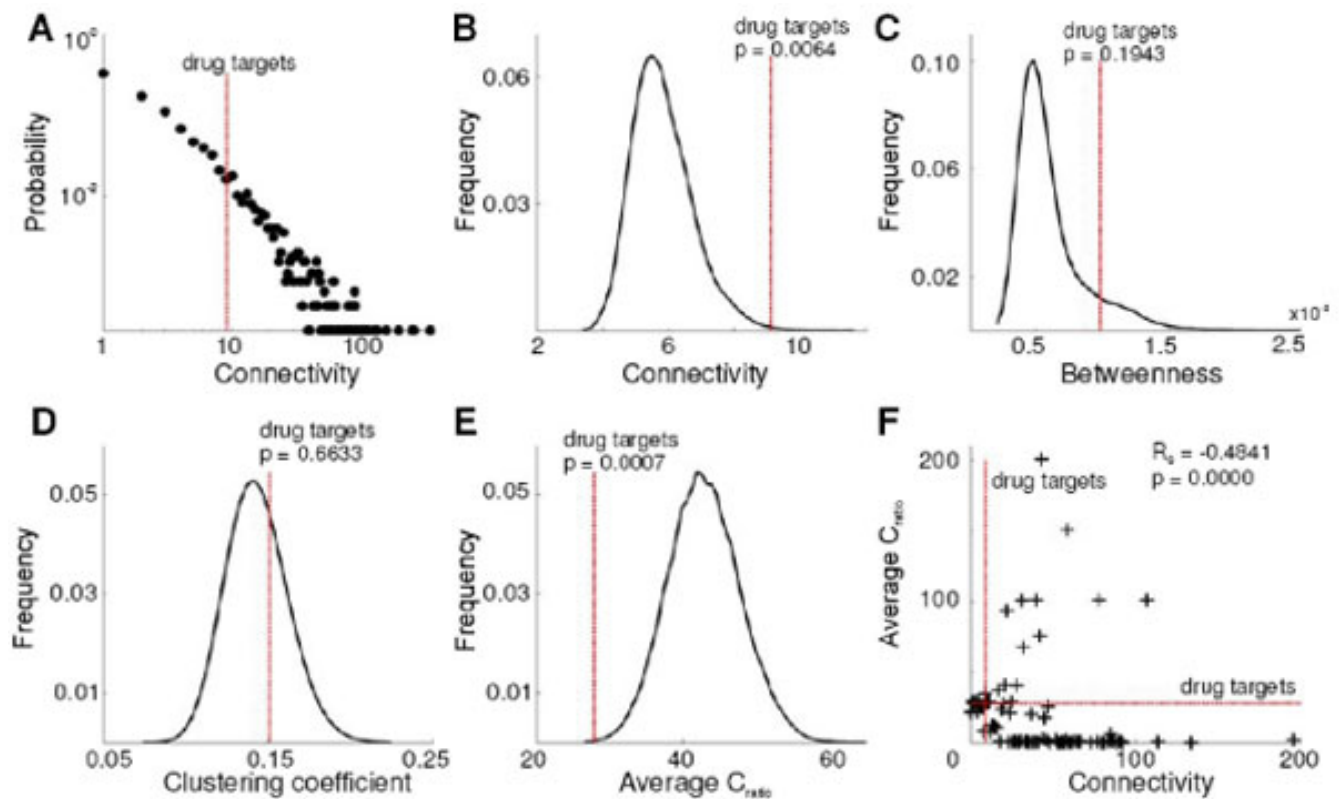 A
10^0
drug targets
Probability
10^-2
1
10
100
Connectivity
B
drug targets
p = 0.0064
0.06
Frequency
0.03
2
6
10
Connectivity
C
drug targets
p = 0.1943
0.10
Frequency
0.06
0.02
0.5
1.5
2.5
Betweenness
D
drug targets
p = 0.6633
0.05
Frequency
0.03
0.01
0.05
0.15
0.25
Clustering coefficient
E
drug targets
p = 0.0007
0.05
Frequency
0.03
0.01
20
40
60
Average C_ratio
F
R_s = -0.4841
p = 0.0000
200
drug targets
Average C_ratio
100
drug targets
0
0
100
200
Connectivity